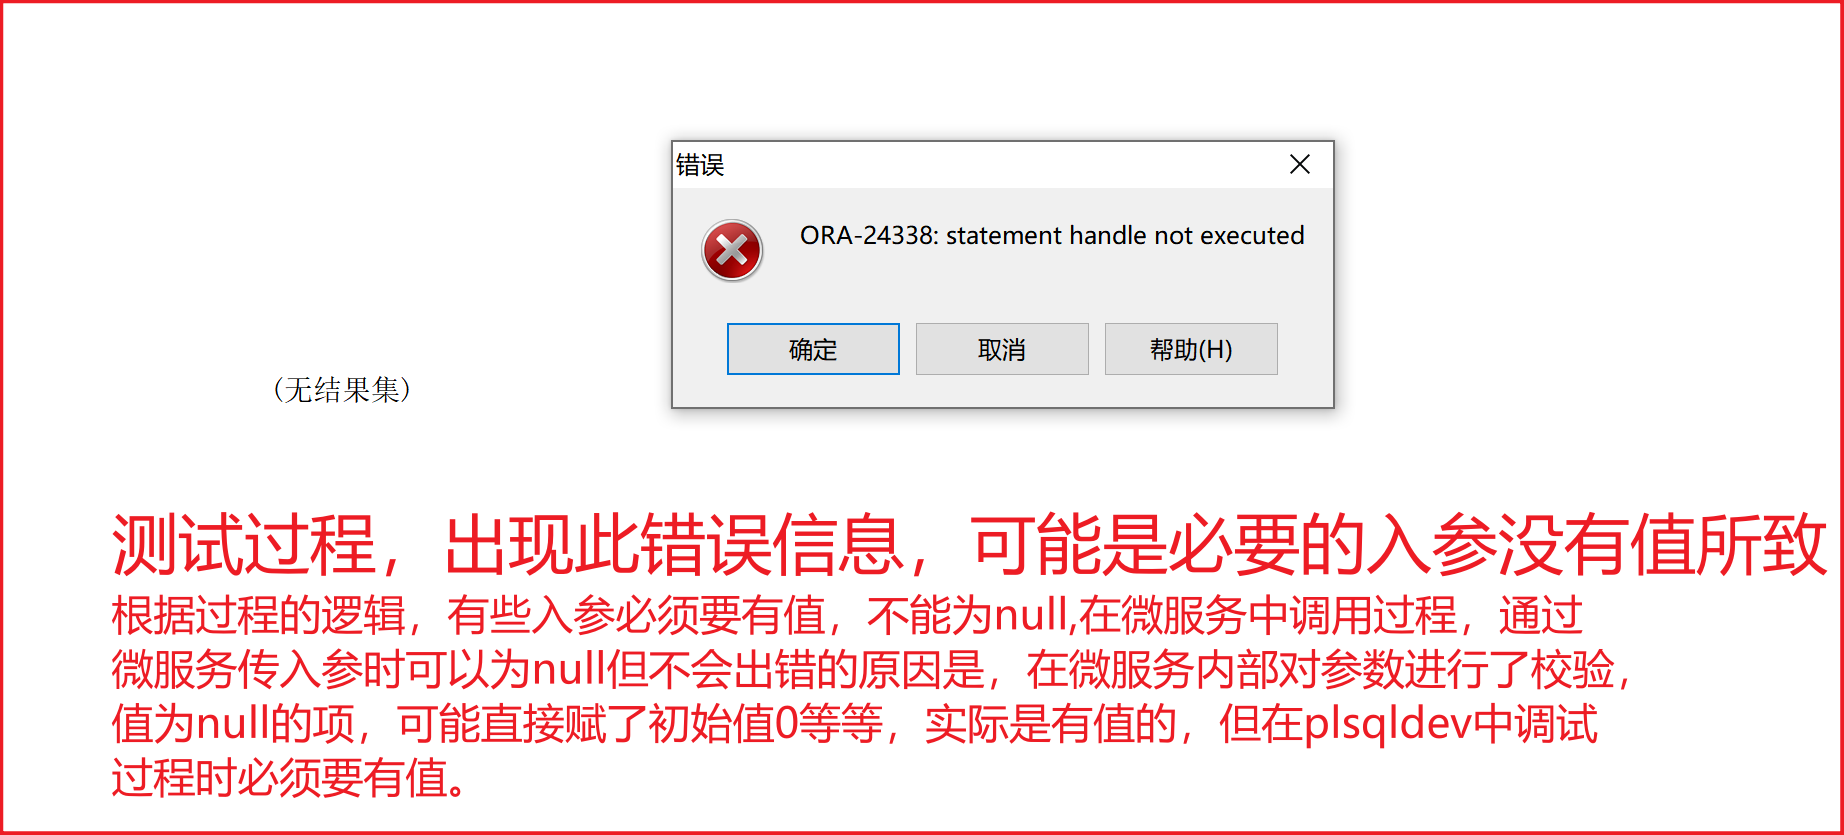 错误
ORA-24338: statement handle not executed
确定 取消 帮助(H)
（无结果集）
测试过程，出现此错误信息，可能是必要的入参没有值所致
根据过程的逻辑，有些入参必须要有值，不能为null,在微服务中调用过程，通过
微服务传入参时可以为null但不会出错的原因是，在微服务内部对参数进行了校验，
值为null的项，可能直接赋了初始值0等等，实际是有值的，但在plsqldev中调试
过程时必须要有值。